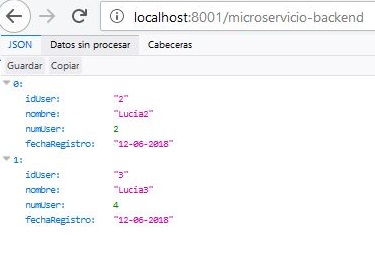 localhost:8001/microservicio-backend
JSON Datos sin procesar Cabeceras
Guardar Copiar
0:
idUser: "2"
nombre: "Lucia2"
numUser: 2
fechaRegistro: "12-06-2018"
1:
idUser: "3"
nombre: "Lucia3"
numUser: 4
fechaRegistro: "12-06-2018"